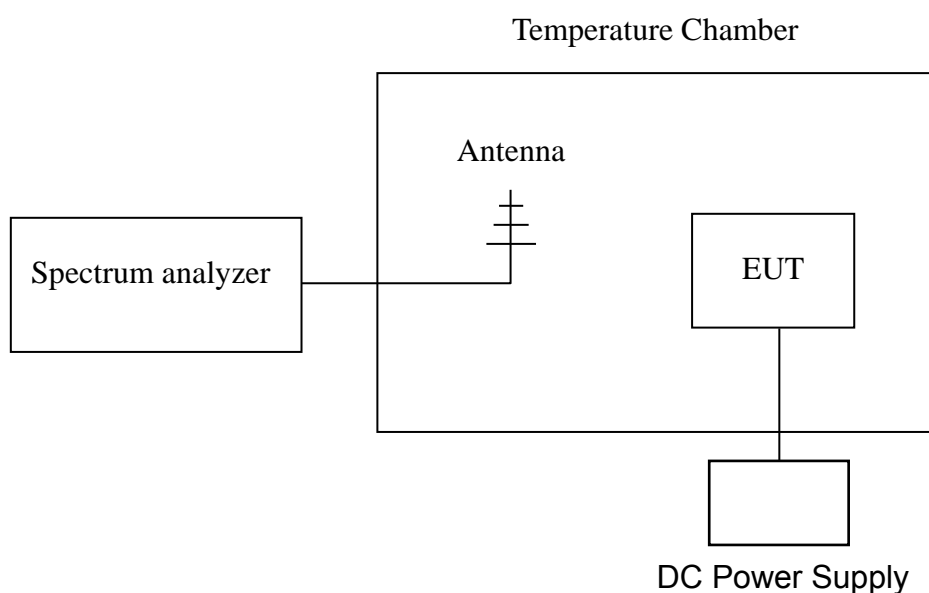 Temperature Chamber
Antenna
Spectrum analyzer
EUT
DC Power Supply